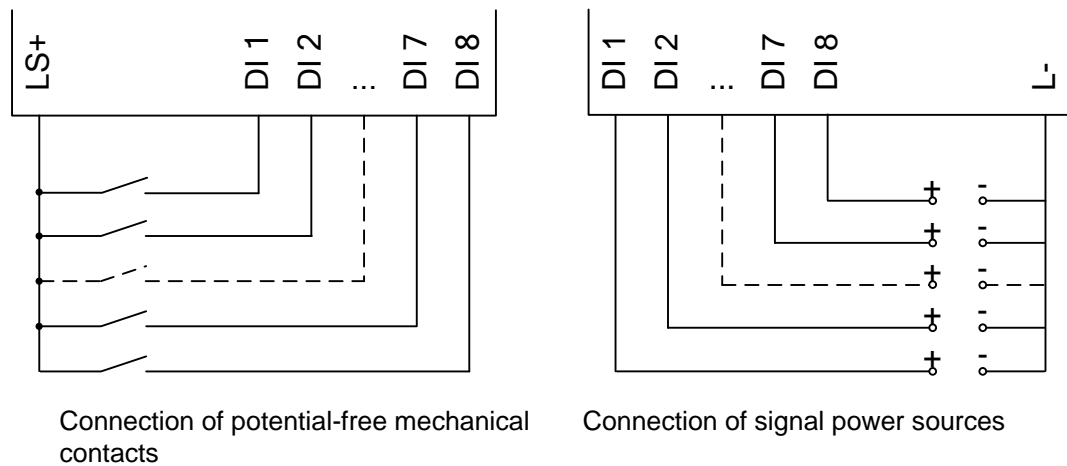 LS+ DI 1 DI 2 ... DI 7 DI 8
DI 1 DI 2 ... DI 7 DI 8 L-
+ -
+ -
+ -
+ -
+ -
Connection of potential-free mechanical
contacts
Connection of signal power sources